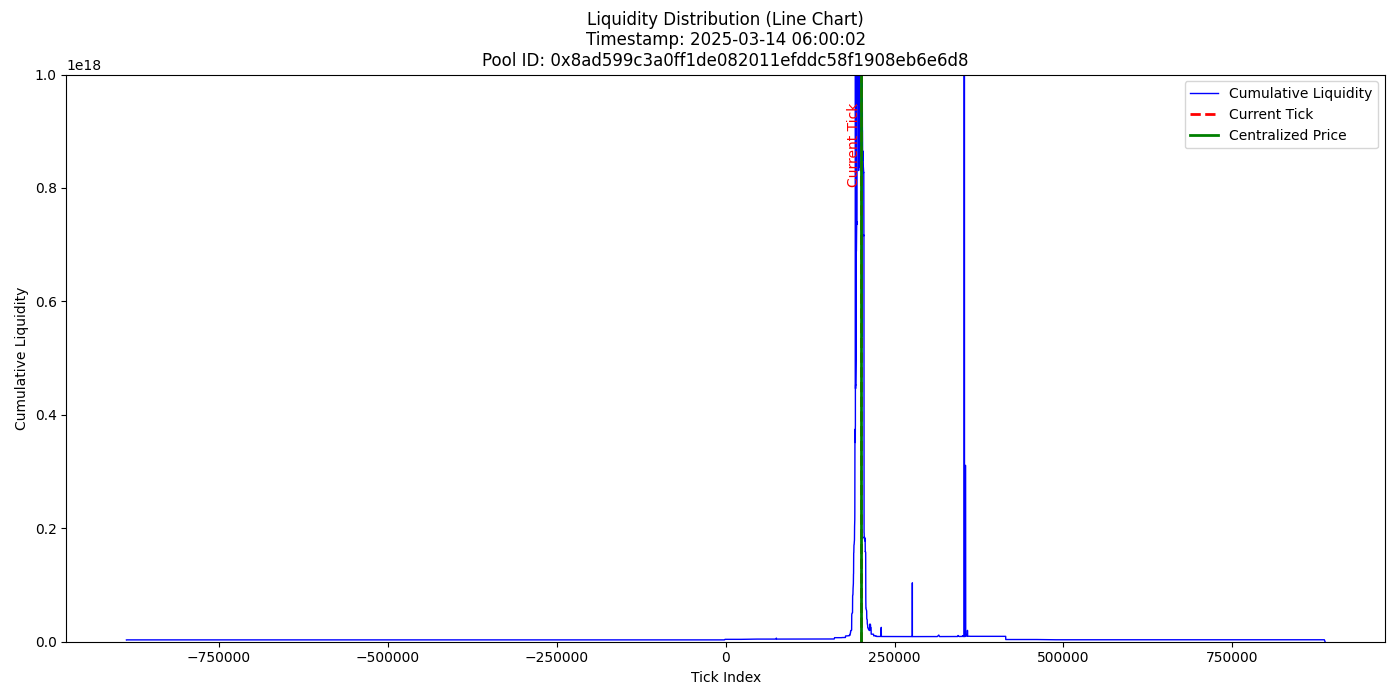 Liquidity Distribution (Line Chart)
Timestamp: 2025-03-14 06:00:02
Pool ID: 0x8ad599c3a0ff1de082011efddc58f1908eb6e6d8
1e18
1.0
0.8
0.6
0.4
0.2
0.0
Cumulative Liquidity
Current Tick
Cumulative Liquidity
Current Tick
Centralized Price
−750000
−500000
−250000
0
250000
500000
750000
Tick Index